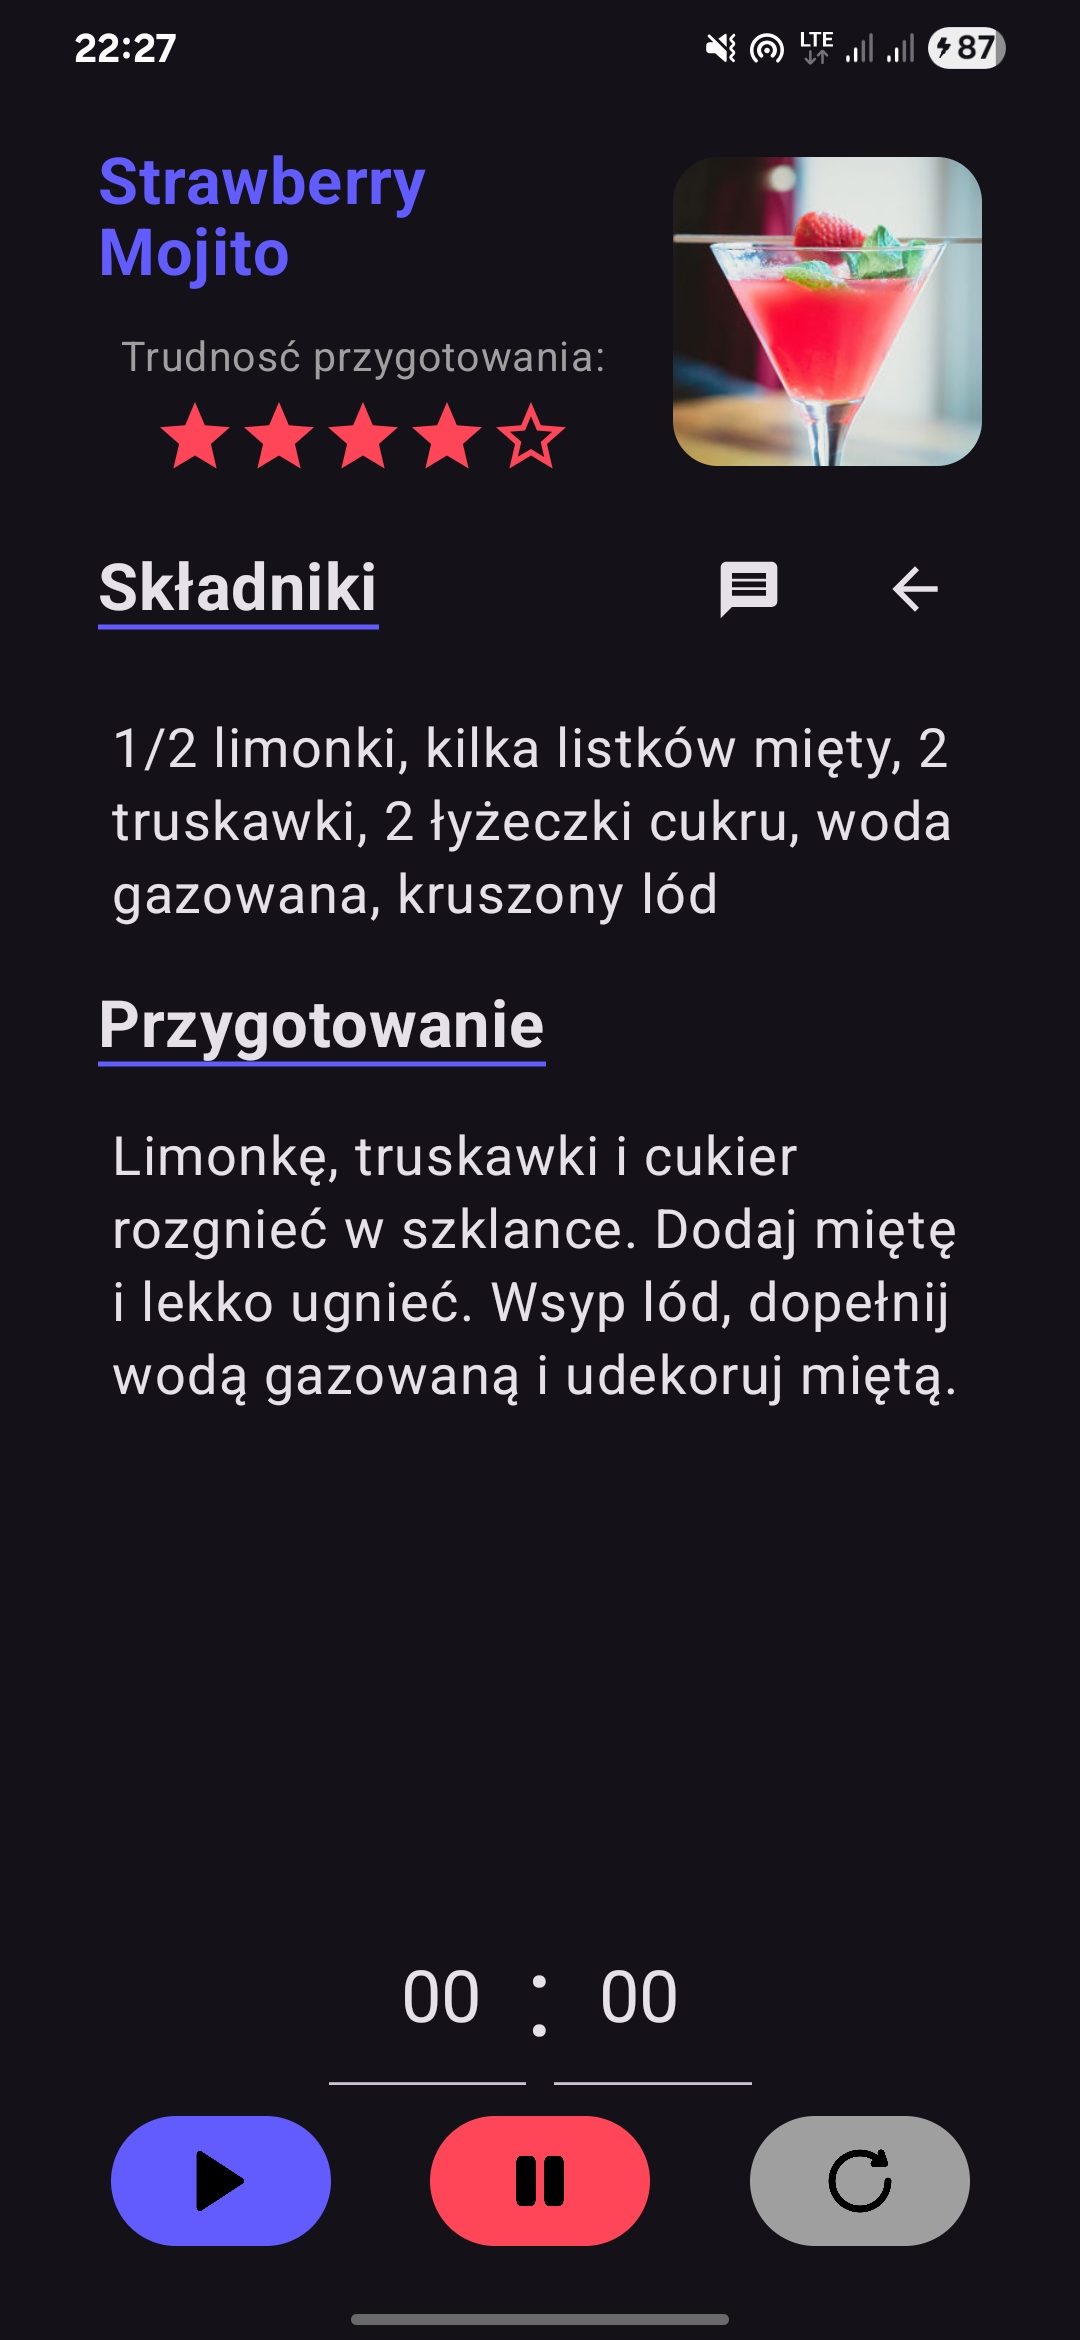 22:27
LTE
87
Strawberry
Mojito
Trudnosć przygotowania:
Składniki
1/2 limonki, kilka listków mięty, 2
truskawki, 2 łyżeczki cukru, woda
gazowana, kruszony lód
Przygotowanie
Limonkę, truskawki i cukier
rozgnieć w szklance. Dodaj miętę
i lekko ugnieć. Wsyp lód, dopełnij
wodą gazowaną i udekoruj miętą.
00 : 00